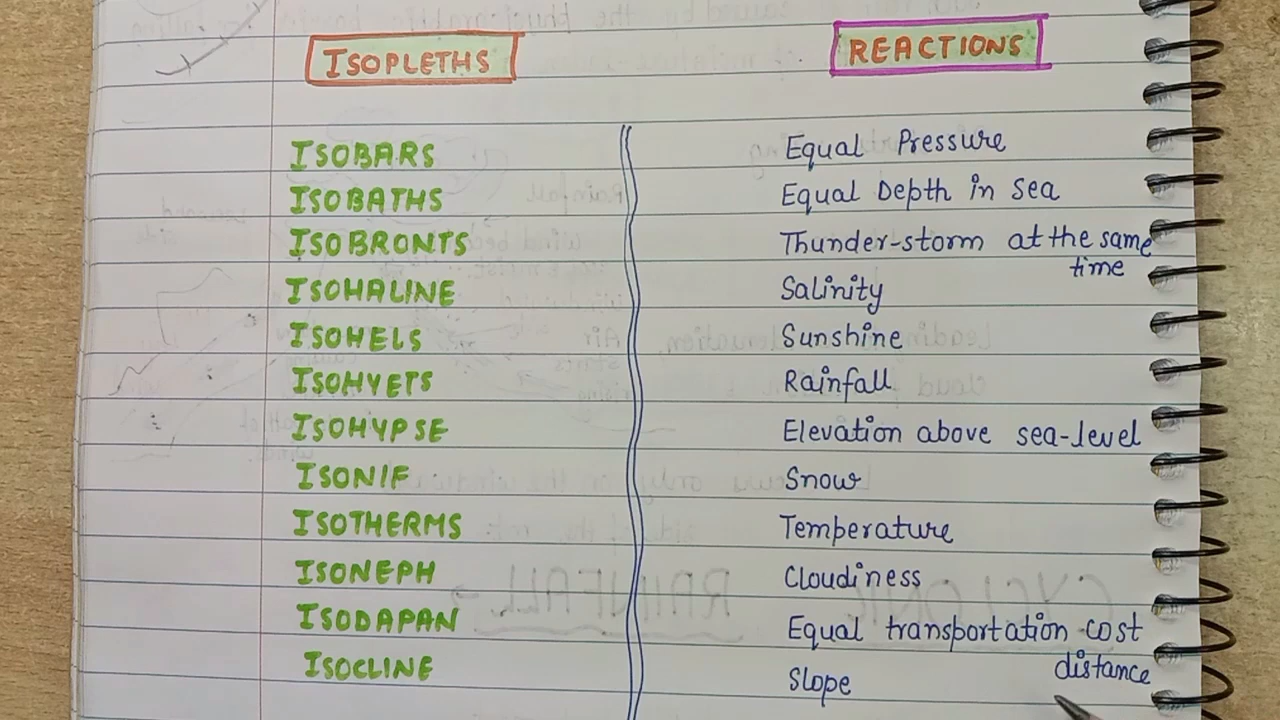 ISOPLETHS REACTIONS
ISOBARS Equal Pressure
ISOBATHS Equal Depth in sea
ISOBRONTS Thunder-storm at the same
time
ISOHALINE Salinity
ISOHELS Sunshine
ISOHYETS Rainfall
ISOHYPSE Elevation above sea-level
ISONIF Snow
ISOTHERMS Temperature
ISONEPH Cloudiness
ISODAPAN Equal transportation cost
distance
ISOCLINE Slope